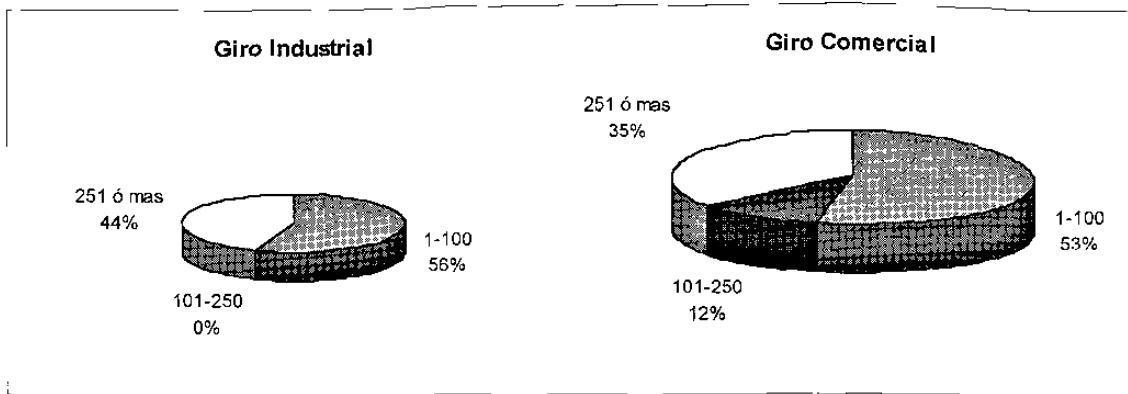 Giro Industrial
251 ó mas
44%
1-100
56%
101-250
0%
Giro Comercial
251 ó mas
35%
1-100
53%
101-250
12%